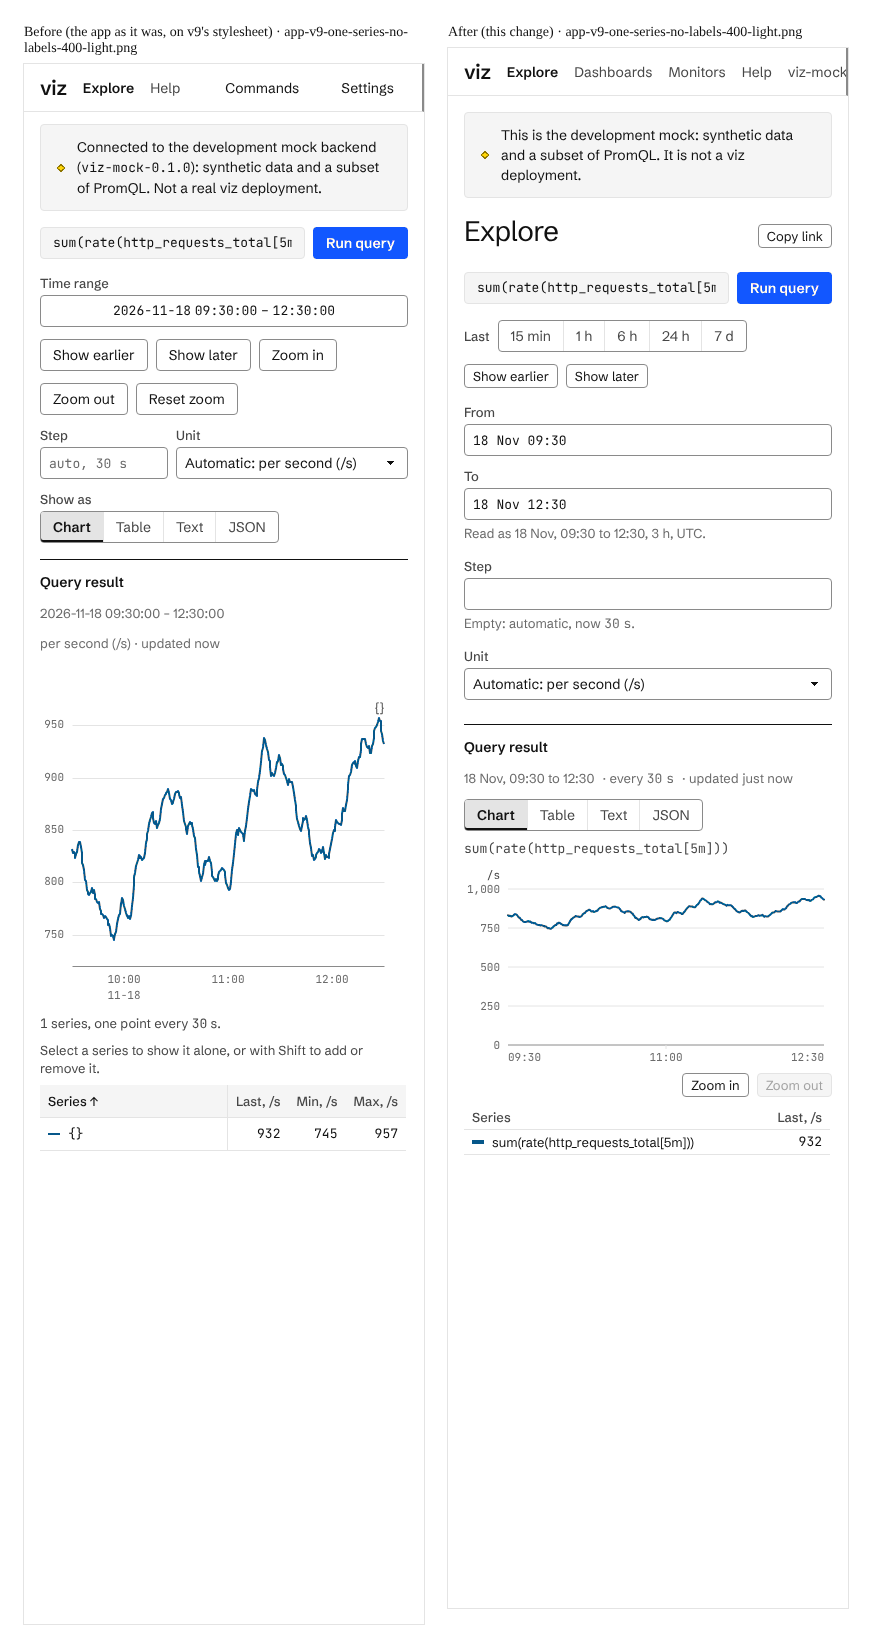 Before (the app as it was, on v9's stylesheet) · app-v9-one-series-no-
labels-400-light.png
viz Explore Help Commands Settings
Connected to the development mock backend
(viz-mock-0.1.0): synthetic data and a subset
of PromQL. Not a real viz deployment.
sum(rate(http_requests_total[5m Run query
Time range
2026-11-18 09:30:00 – 12:30:00
Show earlier Show later Zoom in
Zoom out Reset zoom
Step Unit
auto, 30 s Automatic: per second (/s)
Show as
Chart Table Text JSON
Query result
2026-11-18 09:30:00 – 12:30:00
per second (/s) · updated now
{}
950
900
850
800
750
10:00 11:00 12:00
11-18
1 series, one point every 30 s.
Select a series to show it alone, or with Shift to add or
remove it.
Series ↑ Last, /s Min, /s Max, /s
{} 932 745 957
After (this change) · app-v9-one-series-no-labels-400-light.png
viz Explore Dashboards Monitors Help viz-mock
This is the development mock: synthetic data
and a subset of PromQL. It is not a viz
deployment.
Explore Copy link
sum(rate(http_requests_total[5m Run query
Last 15 min 1 h 6 h 24 h 7 d
Show earlier Show later
From
18 Nov 09:30
To
18 Nov 12:30
Read as 18 Nov, 09:30 to 12:30, 3 h, UTC.
Step
Empty: automatic, now 30 s.
Unit
Automatic: per second (/s)
Query result
18 Nov, 09:30 to 12:30 · every 30 s · updated just now
Chart Table Text JSON
sum(rate(http_requests_total[5m]))
/s
1,000
750
500
250
0
09:30 11:00 12:30
Zoom in Zoom out
Series Last, /s
sum(rate(http_requests_total[5m])) 932